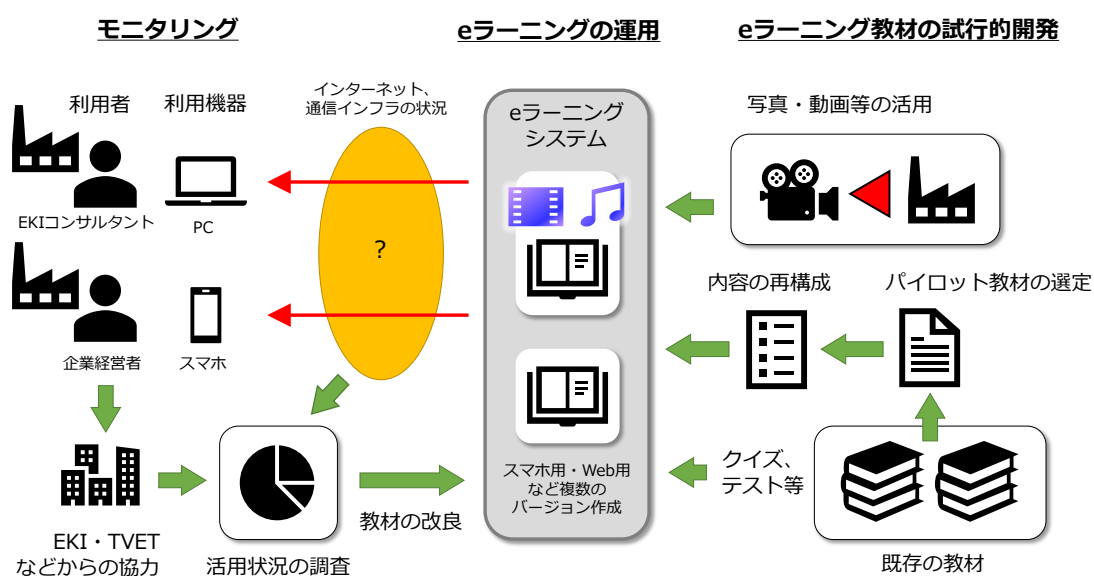 モニタリング
eラーニングの運用
eラーニング教材の試行的開発
利用者
利用機器
インターネット、
通信インフラの状況
eラーニング
システム
写真・動画等の活用
EKIコンサルタント
PC
?
内容の再構成
パイロット教材の選定
企業経営者
スマホ
クイズ、
テスト等
スマホ用・Web用
など複数の
バージョン作成
教材の改良
EKI・TVET
などからの協力
活用状況の調査
既存の教材